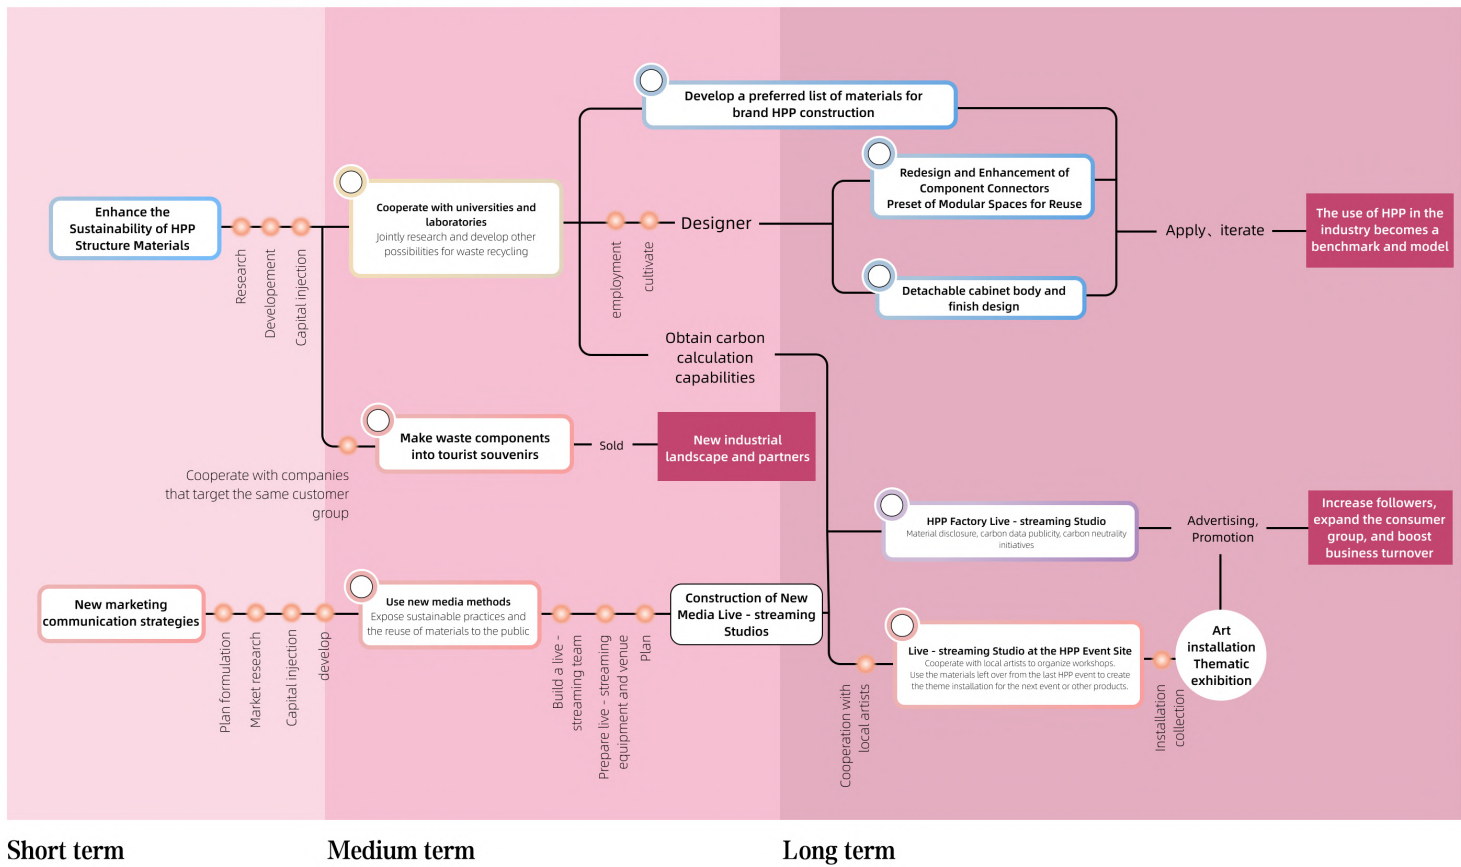 Develop a preferred list of materials for
brand HPP construction
Redesign and Enhancement of
Component Connectors
Preset of Modular Spaces for Reuse
Enhance the
Sustainability of HPP
Structure Materials
Research
Developement
Capital injection
Cooperate with universities and
laboratories
Jointly research and develop other
possibilities for waste recycling
employment
cultivate
Designer
Detachable cabinet body and
finish design
Apply、iterate
The use of HPP in the
industry becomes a
benchmark and model
Obtain carbon
calculation
capabilities
Cooperate with companies
that target the same customer
group
Make waste components
into tourist souvenirs
Sold
New industrial
landscape and partners
HPP Factory Live - streaming Studio
Material disclosure, carbon data publicity, carbon neutrality
initiatives
Advertising,
Promotion
Increase followers,
expand the consumer
group, and boost
business turnover
New marketing
communication strategies
Plan formulation
Market research
Capital injection
develop
Use new media methods
Expose sustainable practices and
the reuse of materials to the public
Build a live -
streaming team
Prepare live - streaming
equipment and venue
Plan
Construction of New
Media Live - streaming
Studios
Cooperation with
local artists
Live - streaming Studio at the HPP Event Site
Cooperate with local artists to organize workshops.
Use the materials left over from the last HPP event to create
the theme installation for the next event or other products.
Installation
collection
Art
installation
Thematic
exhibition
Short term
Medium term
Long term